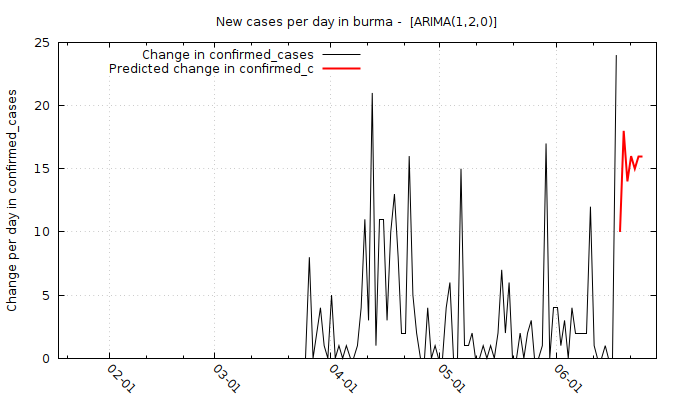 New cases per day in burma -  [ARIMA(1,2,0)]
Change in confirmed_cases
Predicted change in confirmed_c
Change per day in confirmed_cases
25
20
15
10
5
0
02-01
03-01
04-01
05-01
06-01